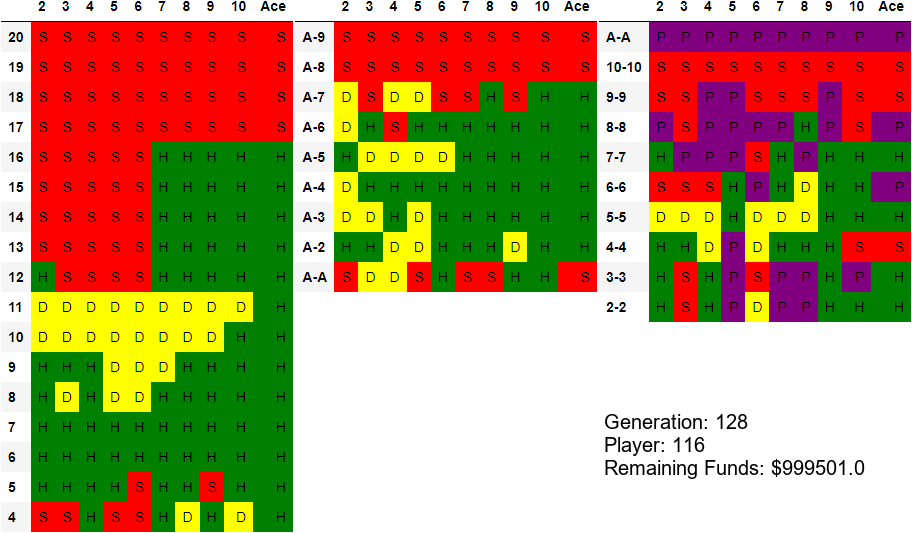 2 3 4 5 6 7 8 9 10 Ace
20 S S S S S S S S S S
19 S S S S S S S S S S
18 S S S S S S S S S S
17 S S S S S S S S S S
16 S S S S S H H H H H
15 S S S S S H H H H H
14 S S S S S H H H H H
13 S S S S S H H H H H
12 H S S S S H H H H H
11 D D D D D D D D D H
10 D D D D D D D D H H
9 H H H D D D H H H H
8 H D H D D H H H H H
7 H H H H H H H H H H
6 H H H H H H H H H H
5 H H H H S H H S H H
4 S S H S S H D H D H
2 3 4 5 6 7 8 9 10 Ace
A-9 S S S S S S S S S S
A-8 S S S S S S S S S S
A-7 D S D D S S H S H H
A-6 D H S H H H H H H H
A-5 H D D D D H H H H H
A-4 D H H H H H H H H H
A-3 D D H D H H H H H H
A-2 H H D D H H H D H H
A-A S D D S H S S H H S
2 3 4 5 6 7 8 9 10 Ace
A-A P P P P P P P P P P
10-10 S S S S S S S S S S
9-9 S S P P S S S P S S
8-8 P S P P P P H P S P
7-7 H P P P S H P H H H
6-6 S S S H P H D H H P
5-5 D D D H D D D H H H
4-4 H H D P D H H H S S
3-3 H S H P S P P H P H
2-2 H S H P D P P H H H
Generation: 128
Player: 116
Remaining Funds: $999501.0